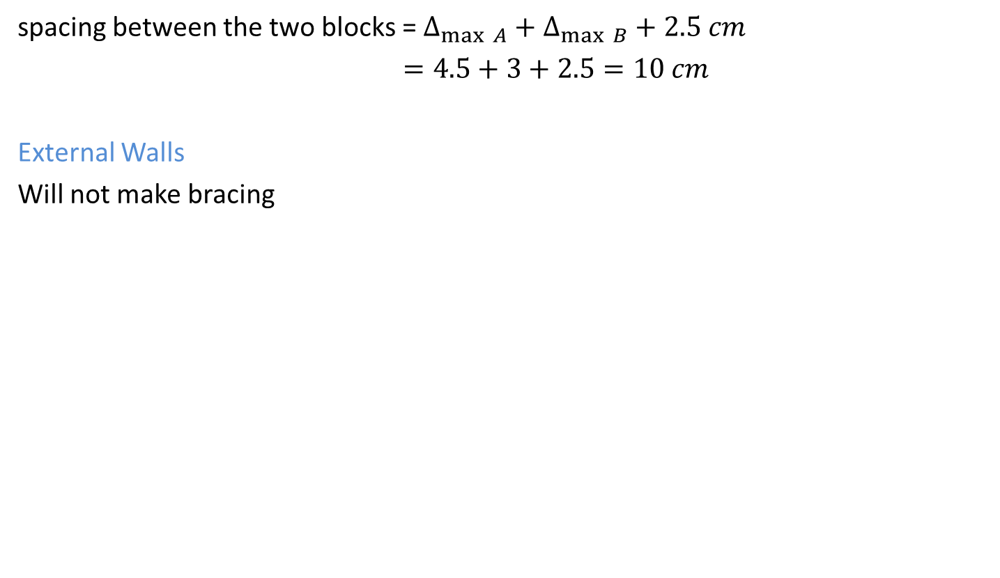 spacing between the two blocks = Δmax A + Δmax B + 2.5 cm
= 4.5 + 3 + 2.5 = 10 cm
External Walls
Will not make bracing